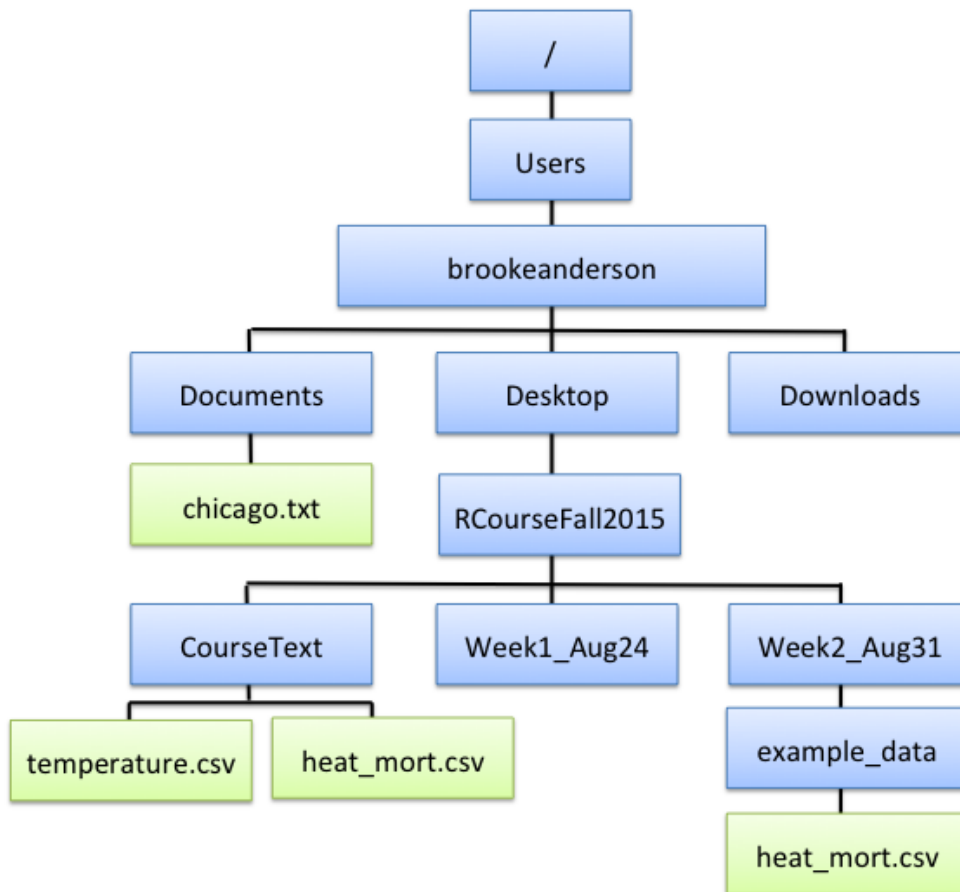 /
Users
brookeanderson
Documents
Desktop
Downloads
chicago.txt
RCourseFall2015
CourseText
Week1_Aug24
Week2_Aug31
temperature.csv
heat_mort.csv
example_data
heat_mort.csv